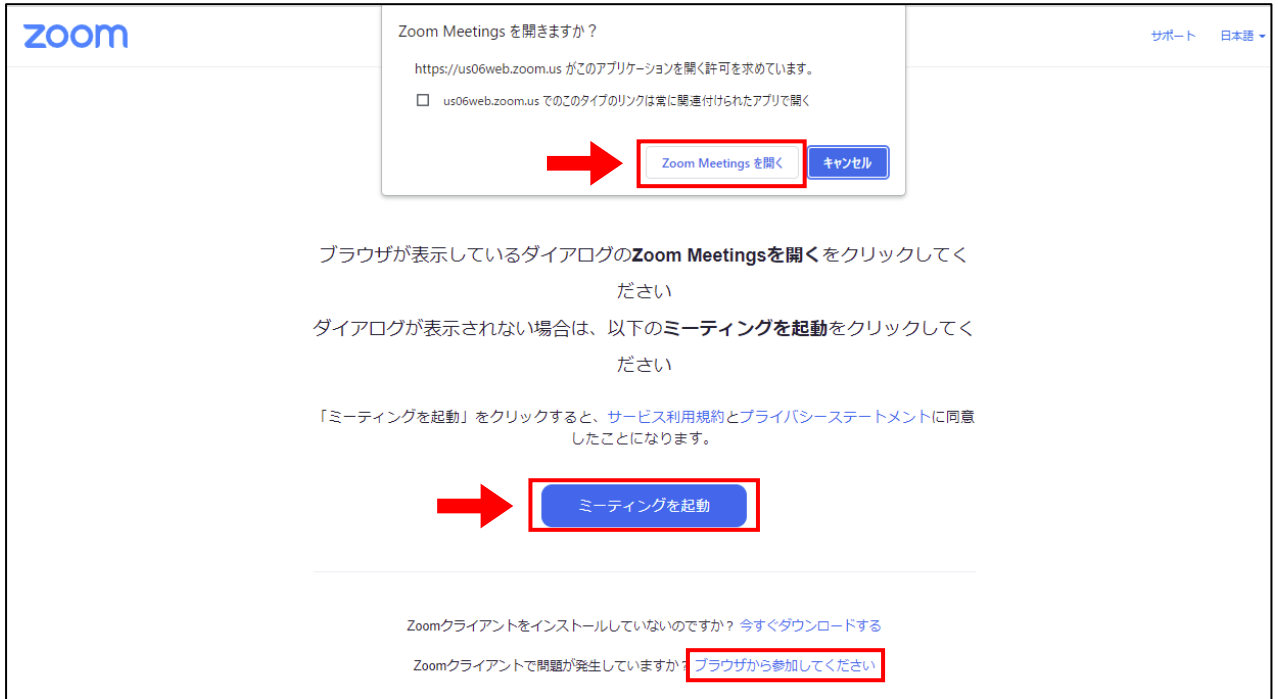 zoom
サポート 日本語
Zoom Meetings を開きますか？
https://us06web.zoom.us がこのアプリケーションを開く許可を求めています。
us06web.zoom.us でのこのタイプのリンクは常に関連付けられたアプリで開く
Zoom Meetings を開く キャンセル
ブラウザが表示しているダイアログのZoom Meetingsを開くをクリックしてく
ださい
ダイアログが表示されない場合は、以下のミーティングを起動をクリックしてく
ださい
「ミーティングを起動」をクリックすると、サービス利用規約とプライバシーステートメントに同意
したことになります。
ミーティングを起動
Zoomクライアントをインストールしていないのですか？ 今すぐダウンロードする
Zoomクライアントで問題が発生していますか？ ブラウザから参加してください